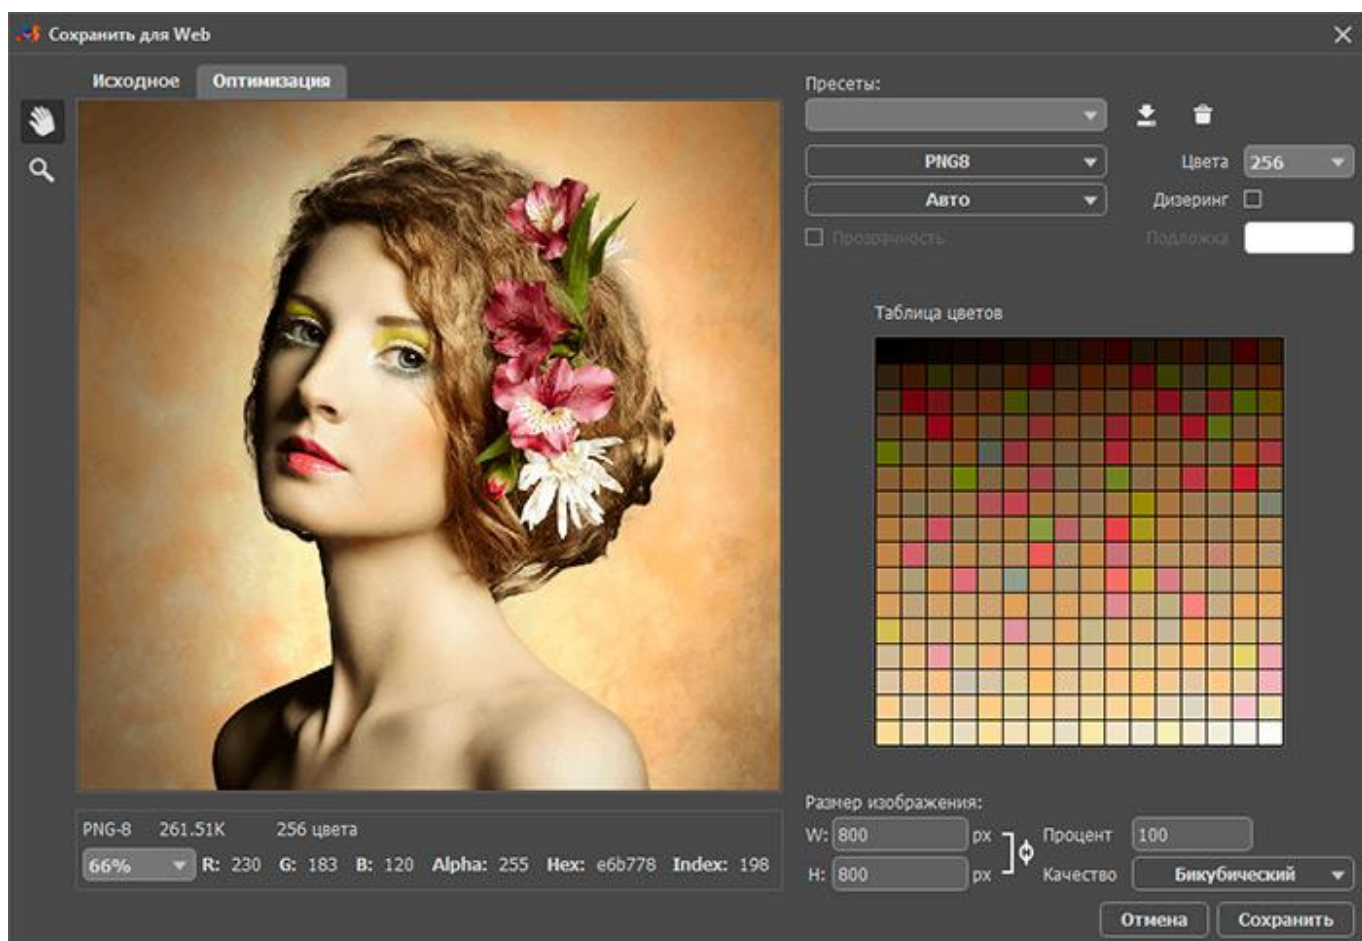 Сохранить для Web
Исходное Оптимизация
Пресеты:
PNG8 Цвета 256
Авто Дизеринг
Прозрачность Подложка
Таблица цветов
PNG-8 261.51K 256 цвета
66% R: 230 G: 183 B: 120 Alpha: 255 Hex: e6b778 Index: 198
Размер изображения:
W: 800 px Процент 100
H: 800 px Качество Бикубический
Отмена Сохранить